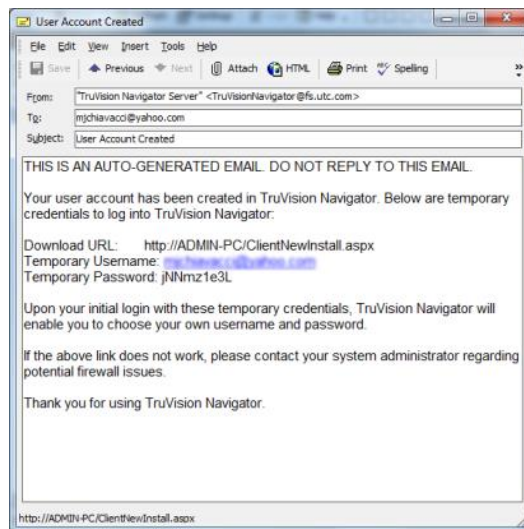 User Account Created
File Edit View Insert Tools Help
Save Previous Next Attach HTML Print Spelling »
From: "TruVision Navigator Server" <TruVisionNavigator@fs.utc.com>
To: mjchiavacci@yahoo.com
Subject: User Account Created
THIS IS AN AUTO-GENERATED EMAIL. DO NOT REPLY TO THIS EMAIL.
Your user account has been created in TruVision Navigator. Below are temporary
credentials to log into TruVision Navigator:
Download URL: http://ADMIN-PC/ClientNewInstall.aspx
Temporary Username:
Temporary Password: jNNmz1e3L
Upon your initial login with these temporary credentials, TruVision Navigator will
enable you to choose your own username and password.
If the above link does not work, please contact your system administrator regarding
potential firewall issues.
Thank you for using TruVision Navigator.
http://ADMIN-PC/ClientNewInstall.aspx